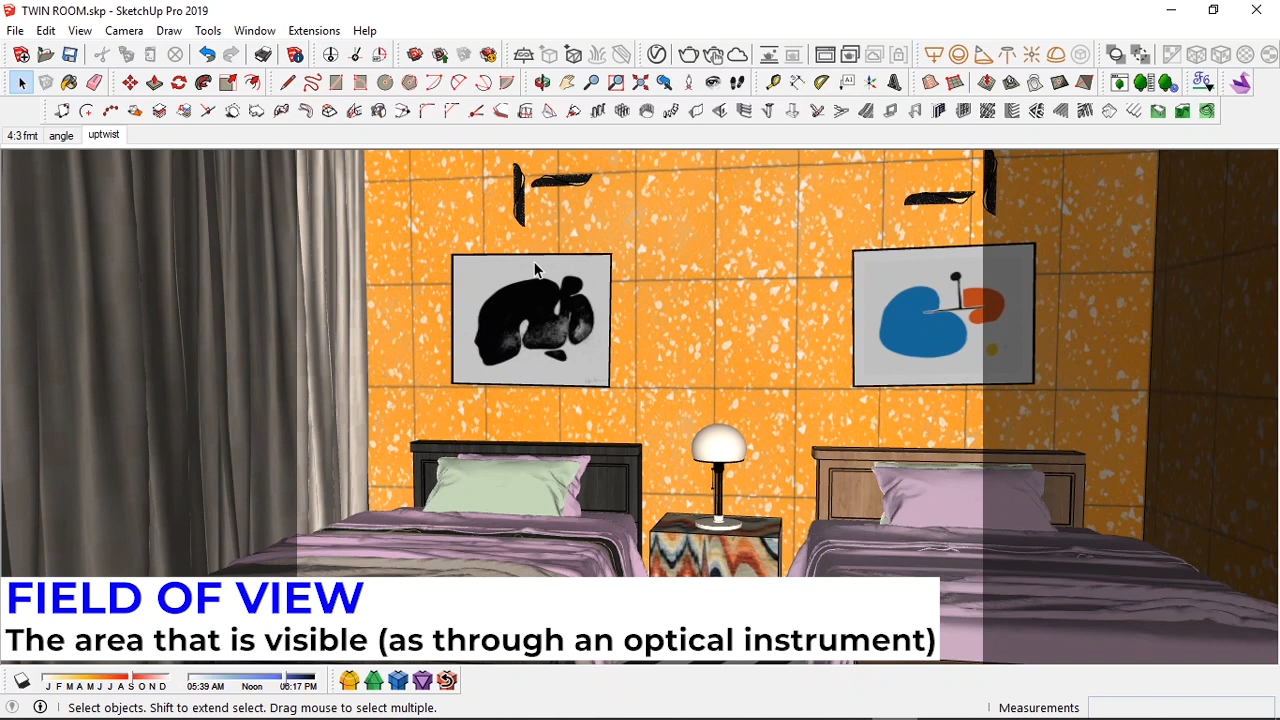 TWIN ROOM.skp - SketchUp Pro 2019
File Edit View Camera Draw Tools Window Extensions Help
4:3 fmt angle uptwist
FIELD OF VIEW
The area that is visible (as through an optical instrument)
J F M A M J J A S O N D 05:39 AM Noon 06:17 PM
Select objects. Shift to extend select. Drag mouse to select multiple. Measurements